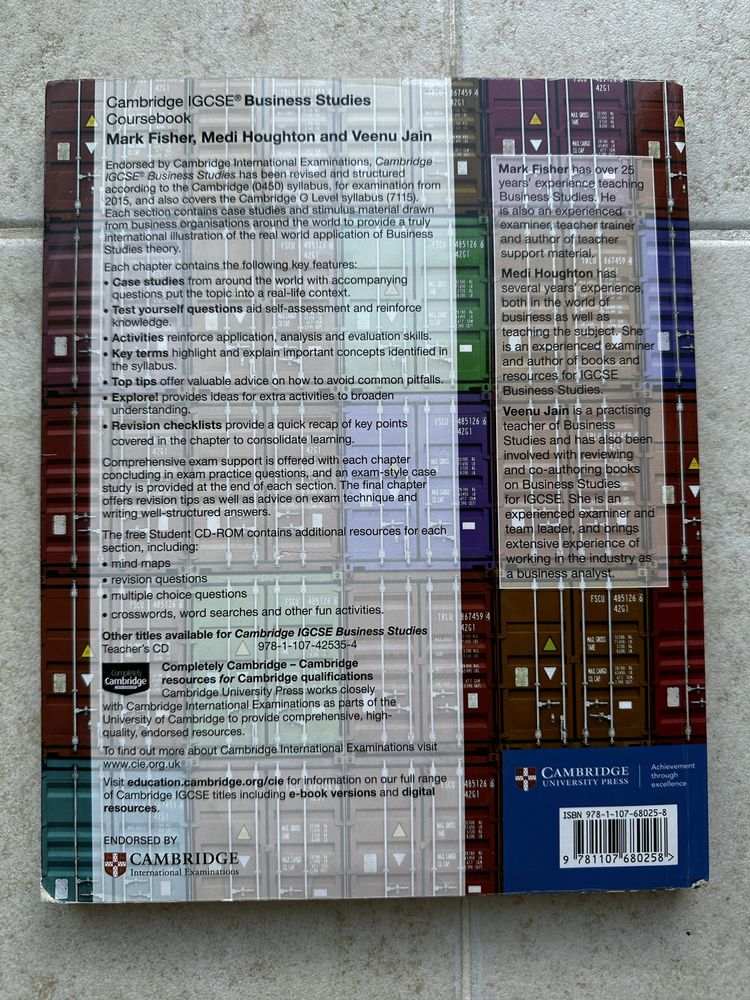 Cambridge IGCSE® Business Studies
Coursebook
Mark Fisher, Medi Houghton and Veenu Jain
Endorsed by Cambridge International Examinations, Cambridge
IGCSE® Business Studies has been revised and structured
according to the Cambridge (0450) syllabus, for examination from
2015, and also covers the Cambridge O Level syllabus (7115).
Each section contains case studies and stimulus material drawn
from business organisations around the world to provide a truly
international illustration of the real world application of Business
Studies theory.
Each chapter contains the following key features:
• Case studies from around the world with accompanying
questions put the topic into a real-life context.
• Test yourself questions aid self-assessment and reinforce
knowledge.
• Activities reinforce application, analysis and evaluation skills.
• Key terms highlight and explain important concepts identified in
the syllabus.
• Top tips offer valuable advice on how to avoid common pitfalls.
• Explore! provides ideas for extra activities to broaden
understanding.
• Revision checklists provide a quick recap of key points
covered in the chapter to consolidate learning.
Comprehensive exam support is offered with each chapter
concluding in exam practice questions, and an exam-style case
study is provided at the end of each section. The final chapter
offers revision tips as well as advice on exam technique and
writing well-structured answers.
The free Student CD-ROM contains additional resources for each
section, including:
• mind maps
• revision questions
• multiple choice questions
• crosswords, word searches and other fun activities.
Other titles available for Cambridge IGCSE Business Studies
Teacher's CD 978-1-107-42535-4
Completely
Cambridge
Completely Cambridge – Cambridge
resources for Cambridge qualifications
Cambridge University Press works closely
with Cambridge International Examinations as parts of the
University of Cambridge to provide comprehensive, high-
quality, endorsed resources.
To find out more about Cambridge International Examinations visit
www.cie.org.uk
Visit education.cambridge.org/cie for information on our full range
of Cambridge IGCSE titles including e-book versions and digital
resources.
ENDORSED BY
CAMBRIDGE
International Examinations
Mark Fisher has over 25
years' experience teaching
Business Studies. He
is also an experienced
examiner, teacher trainer
and author of teacher
support material.
Medi Houghton has
several years' experience,
both in the world of
business as well as
teaching the subject. She
is an experienced examiner
and author of books and
resources for IGCSE
Business Studies.
Veenu Jain is a practising
teacher of Business
Studies and has also been
involved with reviewing
and co-authoring books
on Business Studies
for IGCSE. She is an
experienced examiner and
team leader, and brings
extensive experience of
working in the industry as
a business analyst.
CAMBRIDGE
UNIVERSITY PRESS
Achievement
through
excellence
ISBN 978-1-107-68025-8
9 781107 680258 >
FSCU 485126 6
42G1
TRLU 867459 4
42G1